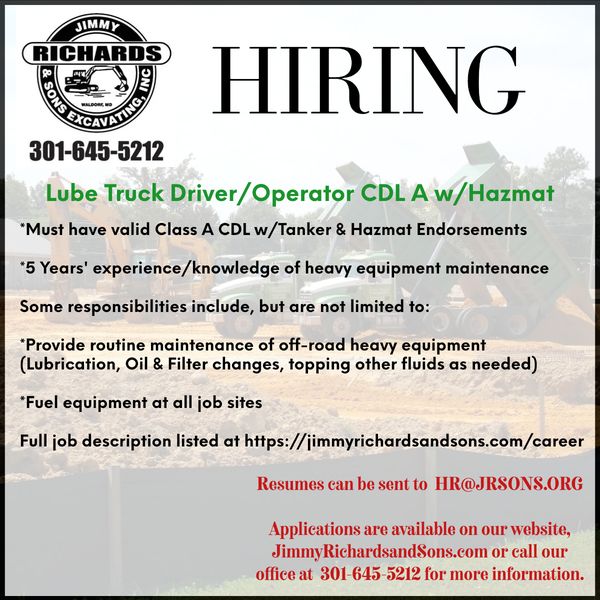 JIMMY
RICHARDS
& SONS EXCAVATING, INC
WALDORF, MD
301-645-5212
HIRING
Lube Truck Driver/Operator CDL A w/Hazmat
*Must have valid Class A CDL w/Tanker & Hazmat Endorsements
*5 Years' experience/knowledge of heavy equipment maintenance
Some responsibilities include, but are not limited to:
*Provide routine maintenance of off-road heavy equipment
(Lubrication, Oil & Filter changes, topping other fluids as needed)
*Fuel equipment at all job sites
Full job description listed at https://jimmyrichardsandsons.com/career
Resumes can be sent to HR@JRSONS.ORG
Applications are available on our website,
JimmyRichardsandSons.com or call our
office at 301-645-5212 for more information.